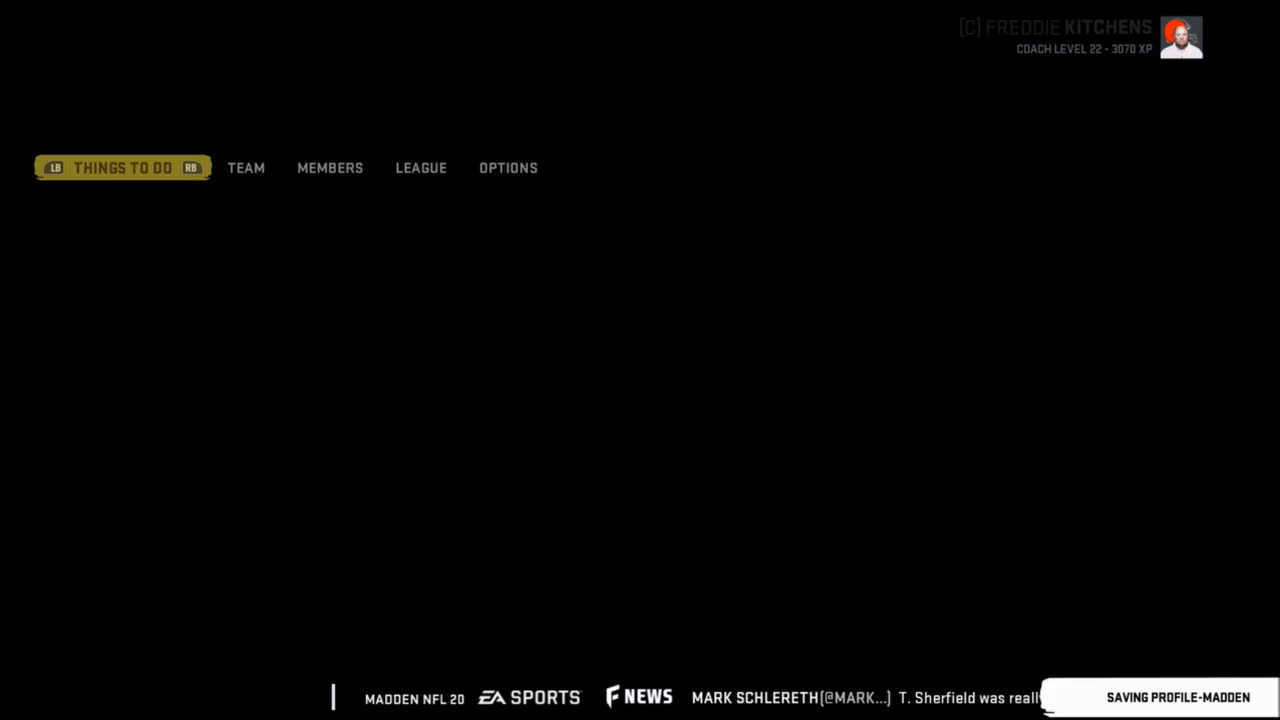 [C] FREDDIE KITCHENS
COACH LEVEL 22 - 3070 XP
LB THINGS TO DO RB TEAM MEMBERS LEAGUE OPTIONS
MADDEN NFL 20 EA SPORTS F NEWS MARK SCHLERETH(@MARK...) T. Sherfield was reall SAVING PROFILE-MADDEN